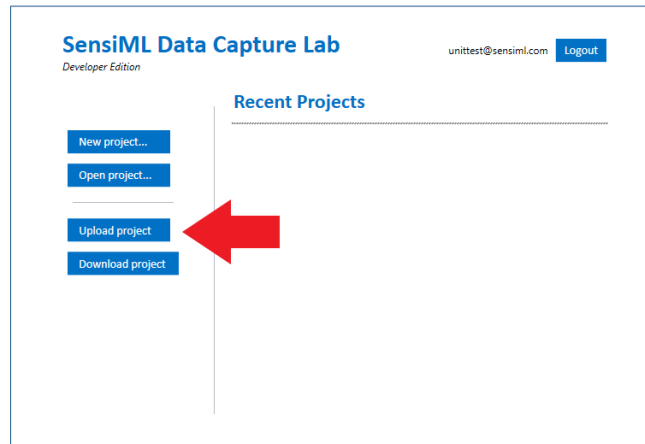 SensiML Data Capture Lab
Developer Edition
unittest@sensiml.com
Logout
Recent Projects
New project...
Open project...
Upload project
Download project